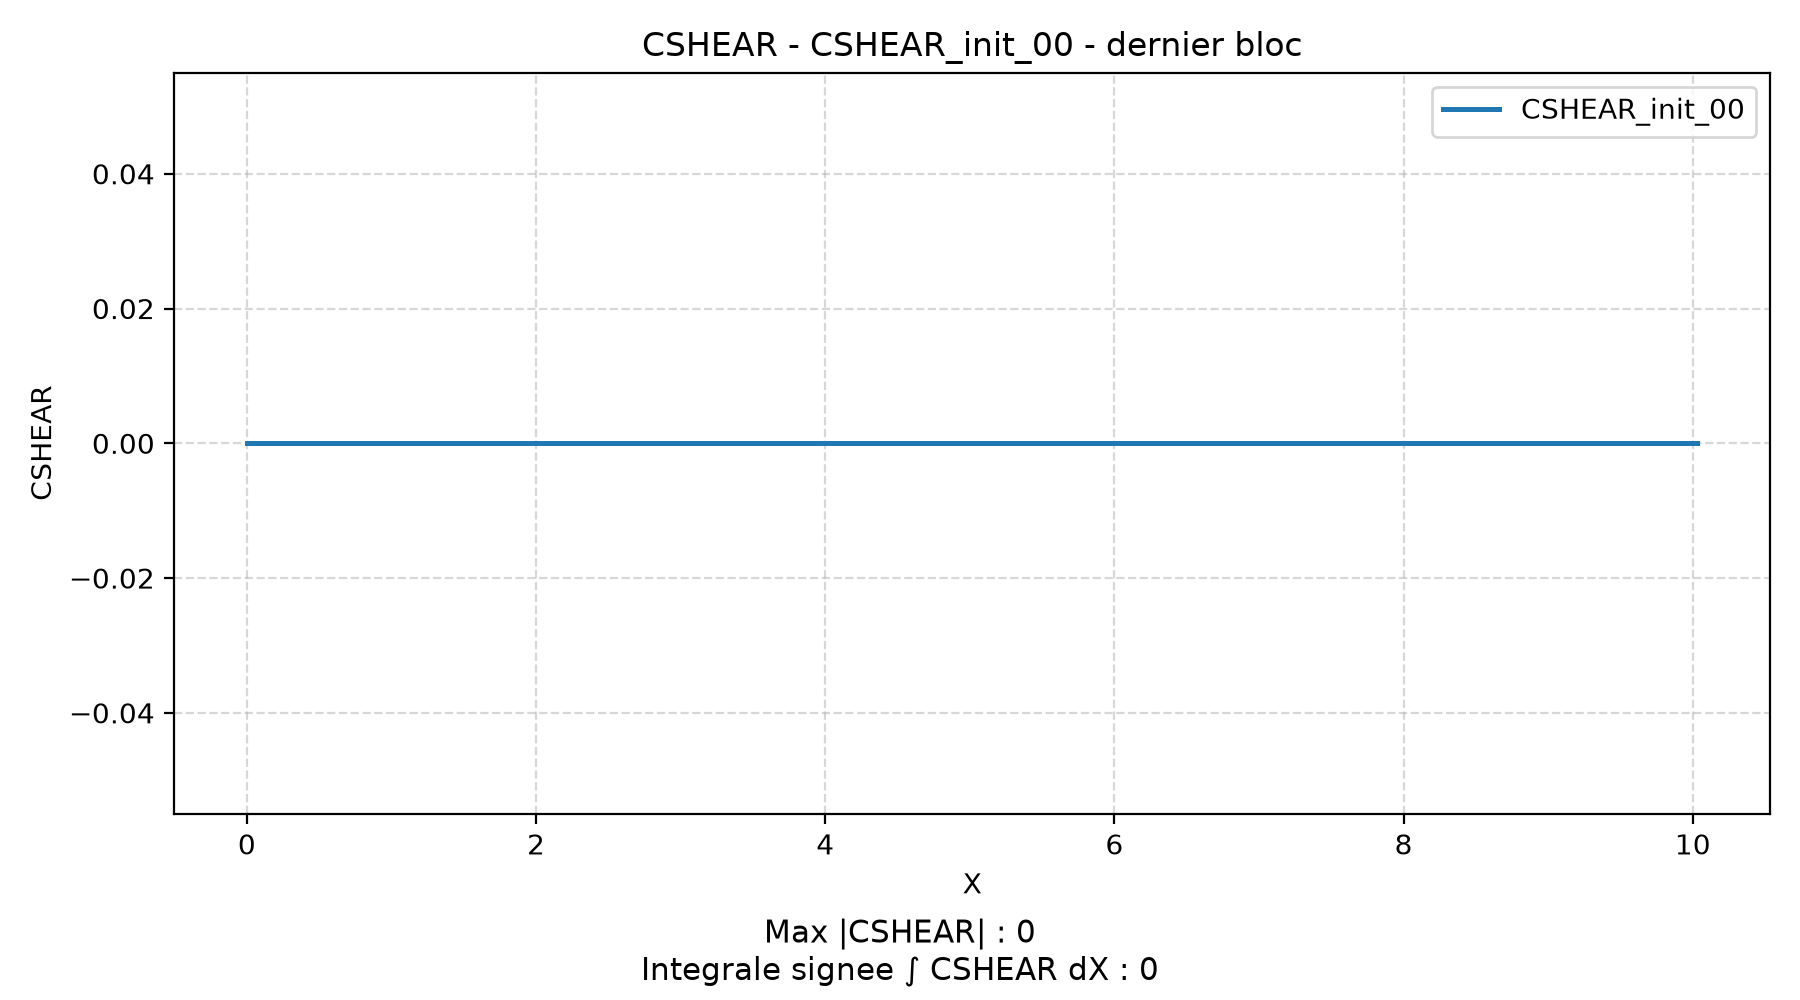 CSHEAR - CSHEAR_init_00 - dernier bloc
CSHEAR_init_00
0.04
0.02
0.00
−0.02
−0.04
CSHEAR
0 2 4 6 8 10
X
Max |CSHEAR| : 0
Integrale signee ∫ CSHEAR dX : 0